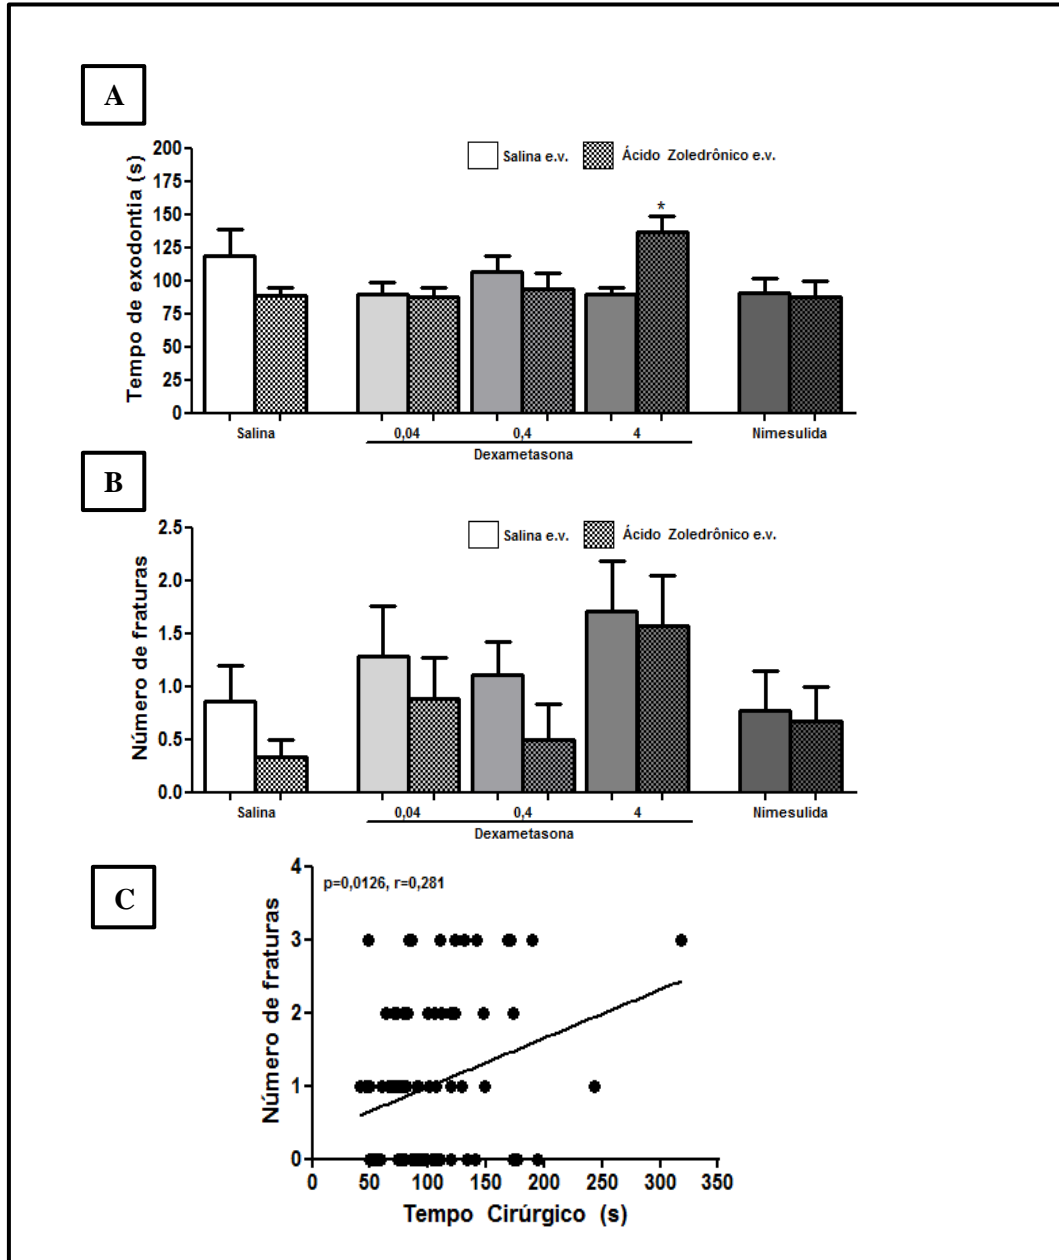 A
Tempo de exodontia (s)
200
175
150
125
100
75
50
25
0
Salina e.v.
Ácido Zoledrônico e.v.
*
Salina
0,04
0,4
4
Nimesulida
Dexametasona
B
Número de fraturas
2.5
2.0
1.5
1.0
0.5
0.0
Salina e.v.
Ácido Zoledrônico e.v.
Salina
0,04
0,4
4
Nimesulida
Dexametasona
C
Número de fraturas
4
3
2
1
0
p=0,0126, r=0,281
0
50
100
150
200
250
300
350
Tempo Cirúrgico (s)